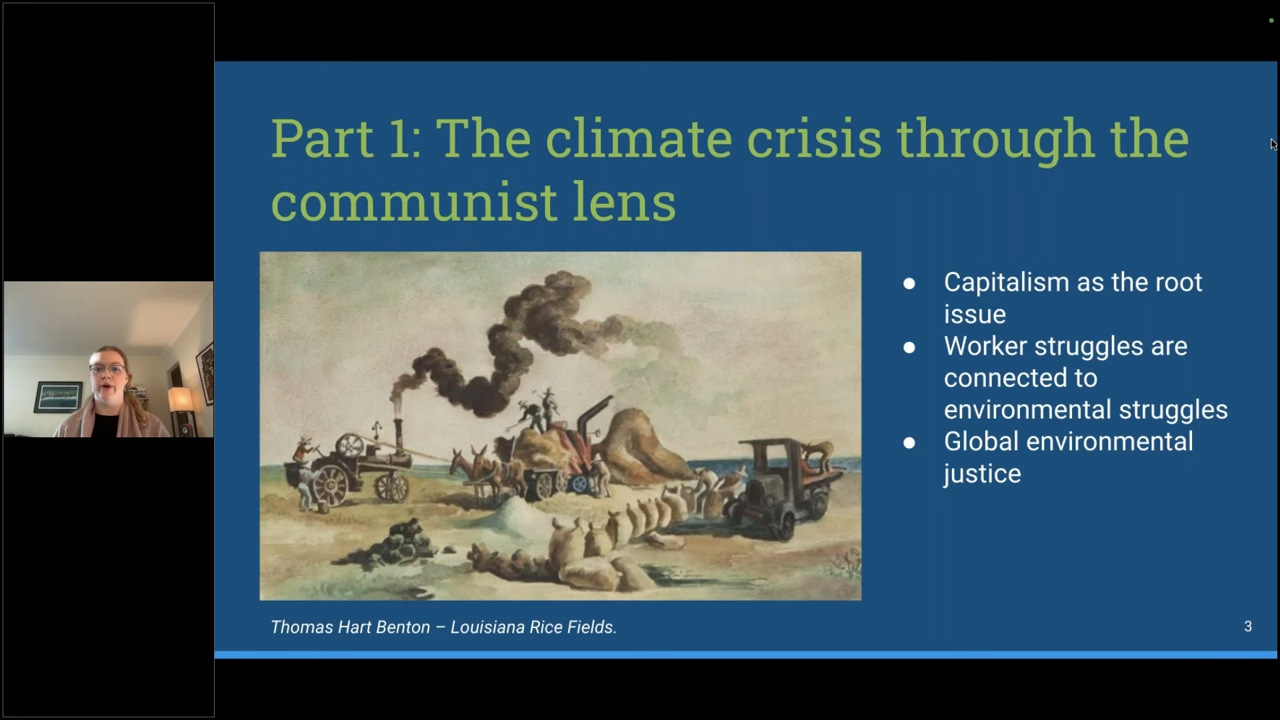 Part 1: The climate crisis through the
communist lens
● Capitalism as the root
issue
● Worker struggles are
connected to
environmental struggles
● Global environmental
justice
Thomas Hart Benton – Louisiana Rice Fields.
3